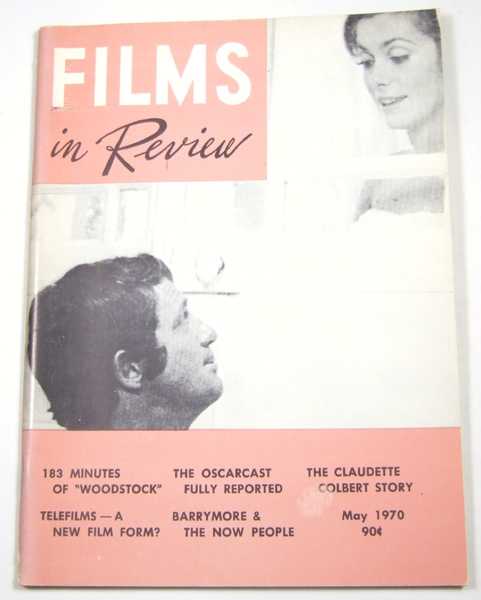 FILMS
in Review
183 MINUTES
OF "WOODSTOCK"
THE OSCARCAST
FULLY REPORTED
THE CLAUDETTE
COLBERT STORY
TELEFILMS — A
NEW FILM FORM?
BARRYMORE &
THE NOW PEOPLE
May 1970
90¢